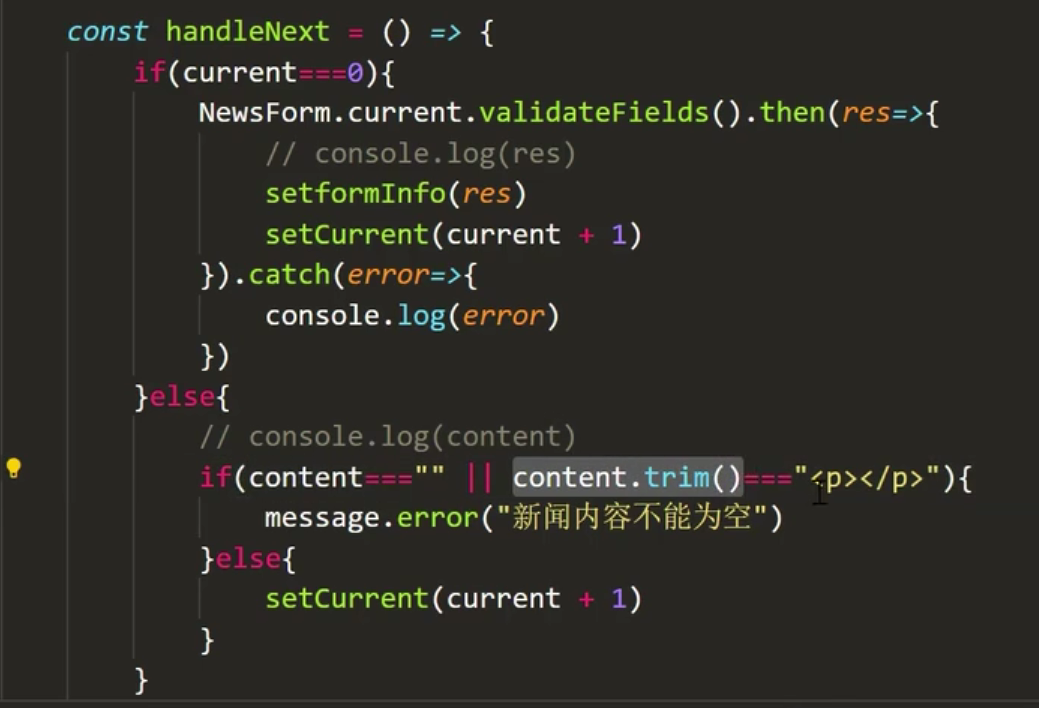 const handleNext = () => {
if(current===0){
NewsForm.current.validateFields().then(res=>{
// console.log(res)
setformInfo(res)
setCurrent(current + 1)
}).catch(error=>{
console.log(error)
})
}else{
// console.log(content)
if(content==="" || content.trim()==="<p></p>"){
message.error("新闻内容不能为空")
}else{
setCurrent(current + 1)
}
}